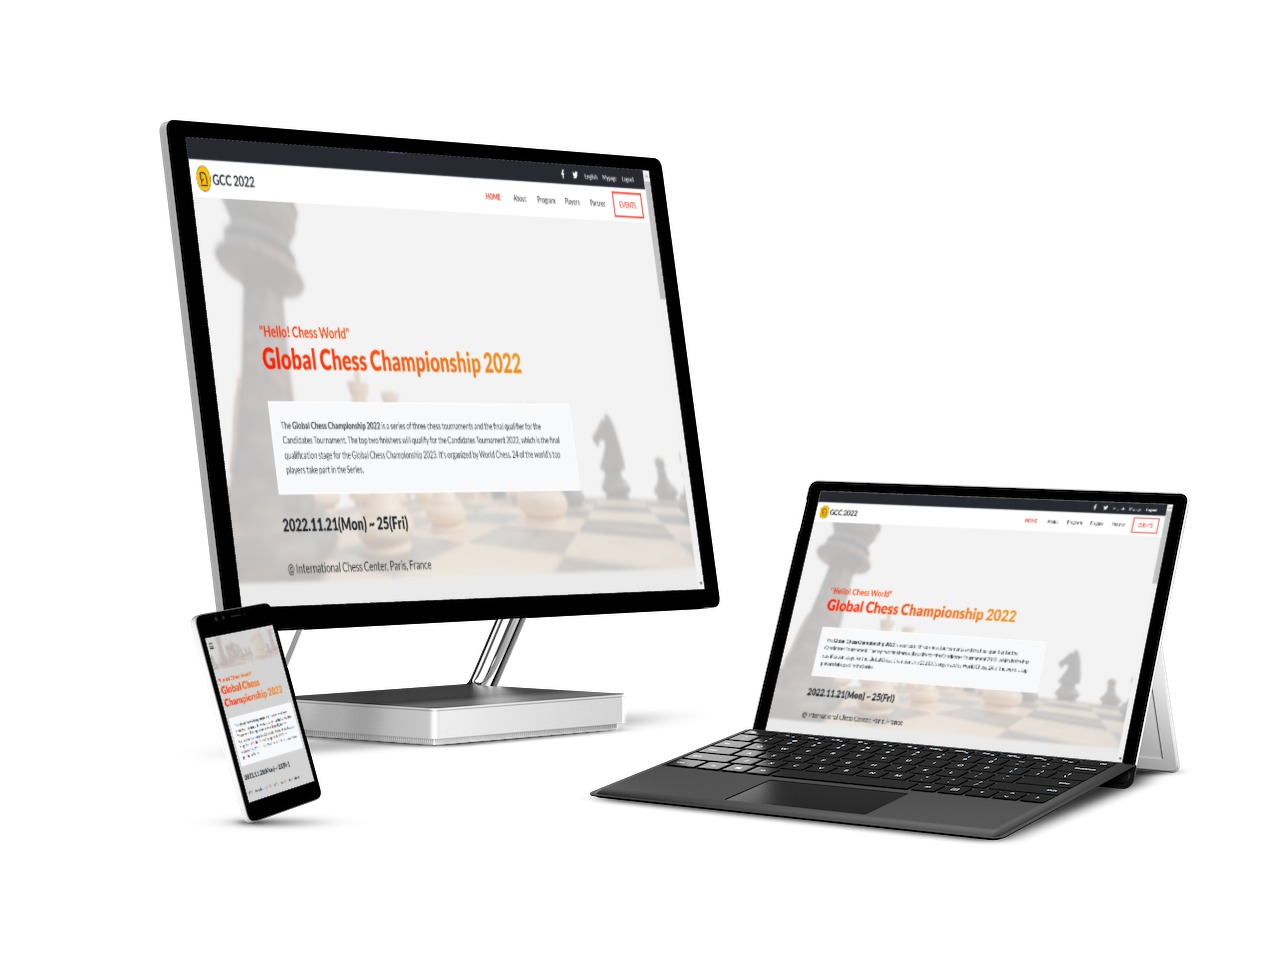 English Mypage Logout
GCC 2022
HOME About Program Players Partner EVENTS
"Hello! Chess World"
Global Chess Championship 2022
The Global Chess Championship 2022 is a series of three chess tournaments and the final qualifier for the
Candidates Tournament. The top two finishers will qualify for the Candidates Tournament 2022, which is the final
qualification stage for the Global Chess Championship 2023. It's organized by World Chess. 24 of the world's top
players take part in the Series.
2022.11.21(Mon) ~ 25(Fri)
@ International Chess Center, Paris, France
Global Chess
Championship 2022
2022.11.21(Mon) ~ 25(Fri)
Logout
GCC 2022
HOME About Program Players Partner EVENTS
"Hello! Chess World"
Global Chess Championship 2022
2022.11.21(Mon) ~ 25(Fri)
@ International Chess Center, Paris, France